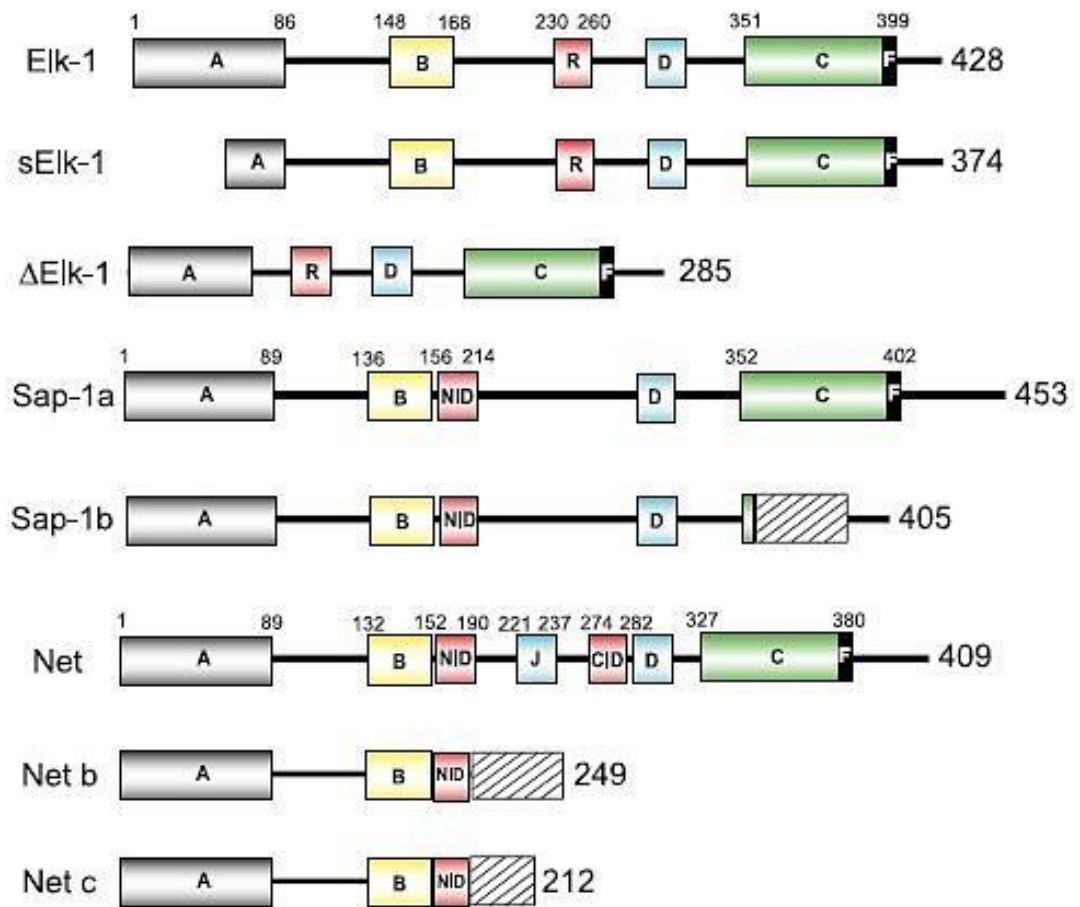 1 86 148 168 230 260 351 399
Elk-1 A B R D C F 428
sElk-1 A B R D C F 374
ΔElk-1 A R D C F 285
1 89 136 156 214 352 402
Sap-1a A B NID D C F 453
Sap-1b A B NID D 405
1 89 132 152 190 221 237 274 282 327 380
Net A B NID J CID D C F 409
Net b A B NID 249
Net c A B NID 212